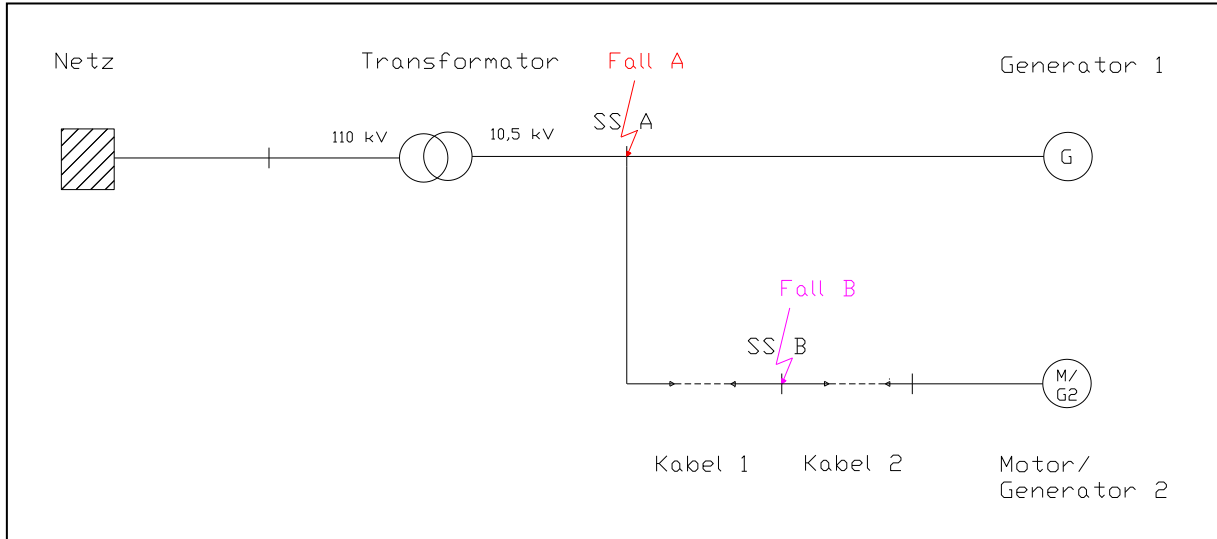 Netz
Transformator
Fall A
Generator 1
SS A
110 kV
10,5 kV
G
Fall B
SS B
M/
G2
Kabel 1
Kabel 2
Motor/
Generator 2